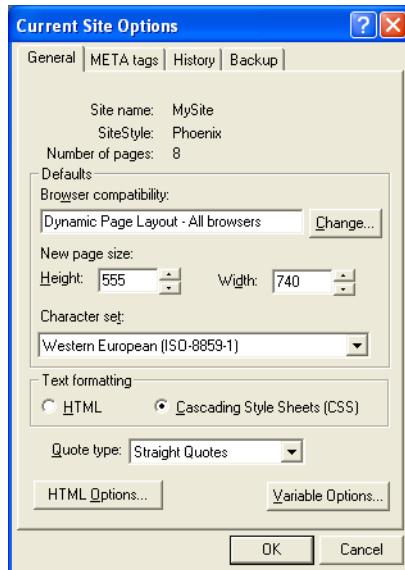 Current Site Options
General META tags History Backup
Site name: MySite
SiteStyle: Phoenix
Number of pages: 8
Defaults
Browser compatibility:
Dynamic Page Layout - All browsers Change...
New page size:
Height: 555 Width: 740
Character set:
Western European (ISO-8859-1)
Text formatting
HTML Cascading Style Sheets (CSS)
Quote type: Straight Quotes
HTML Options... Variable Options...
OK Cancel